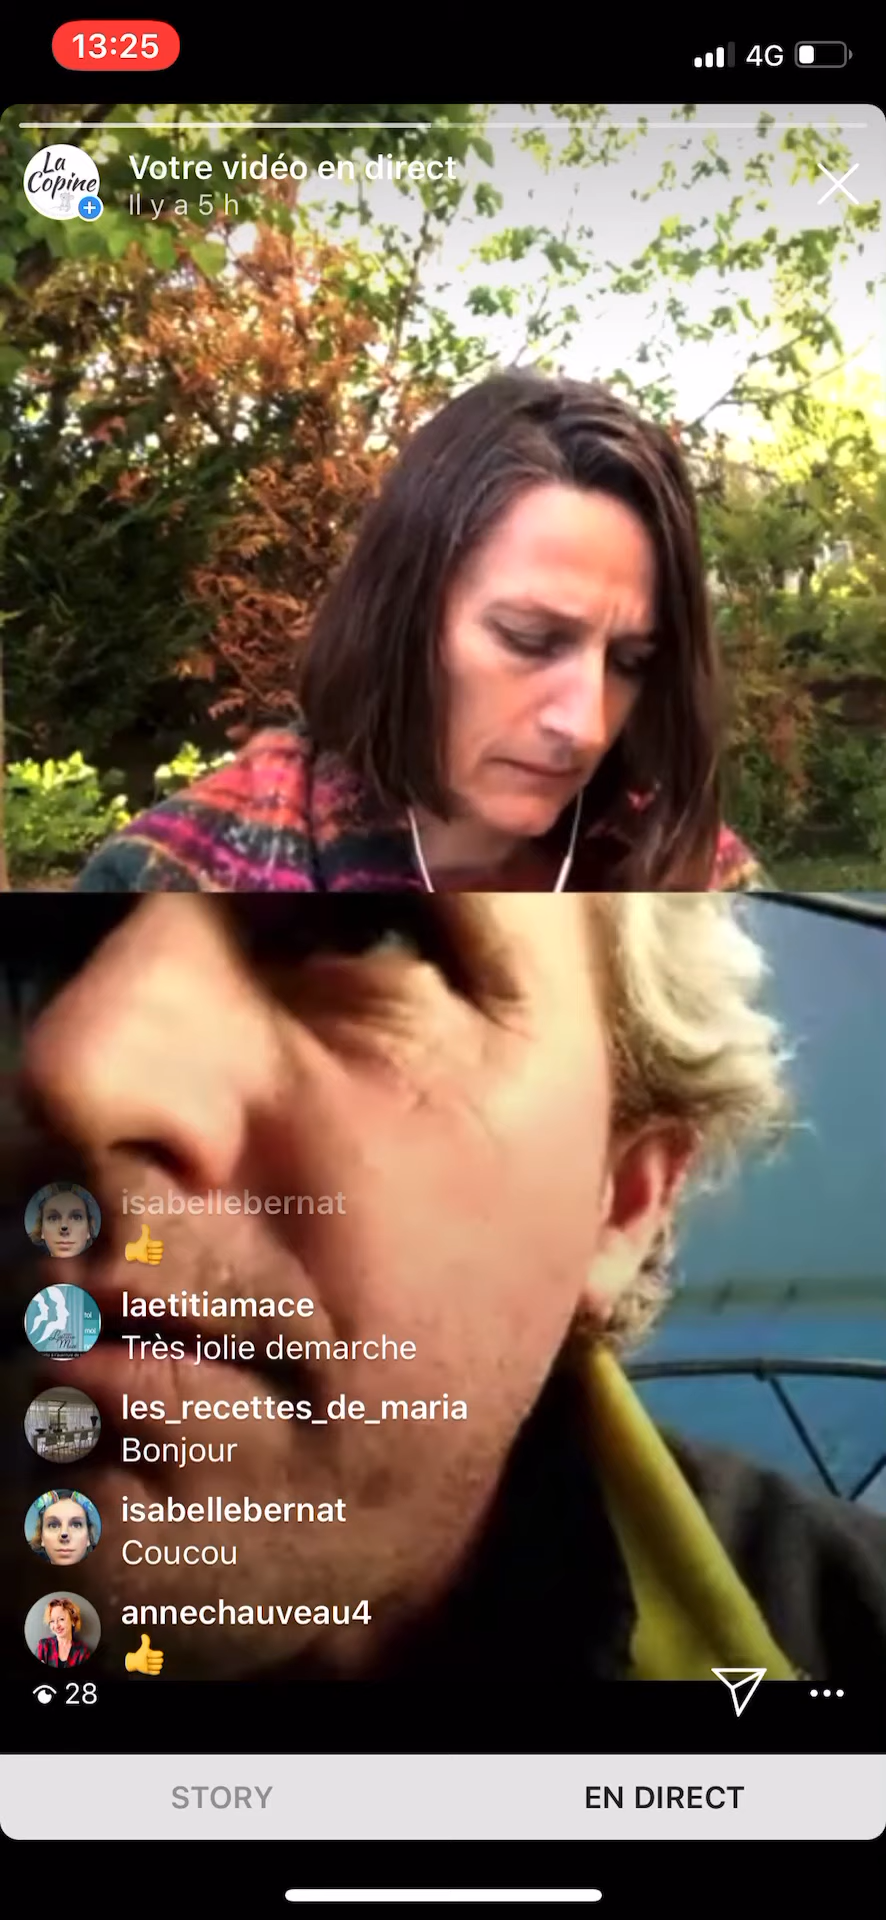 13:25
4G
La
Copine
Votre vidéo en direct
Il y a 5 h
isabellebernat
👍
laetitiamace
Très jolie demarche
les_recettes_de_maria
Bonjour
isabellebernat
Coucou
annechauveau4
👍
28
STORY
EN DIRECT